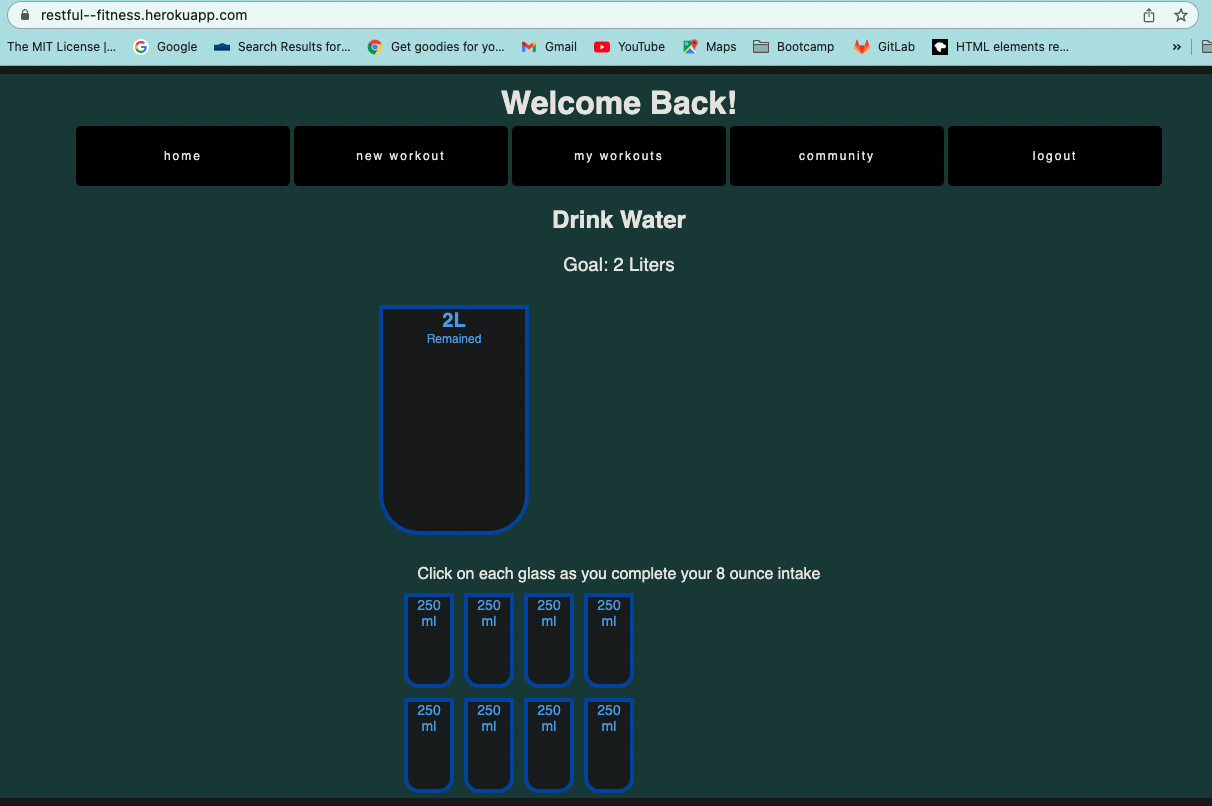 restful--fitness.herokuapp.com
The MIT License |... Google Search Results for... Get goodies for yo... Gmail YouTube Maps Bootcamp GitLab HTML elements re... »
Welcome Back!
home new workout my workouts community logout
Drink Water
Goal: 2 Liters
2L
Remained
Click on each glass as you complete your 8 ounce intake
250 250 250 250
ml ml ml ml
250 250 250 250
ml ml ml ml